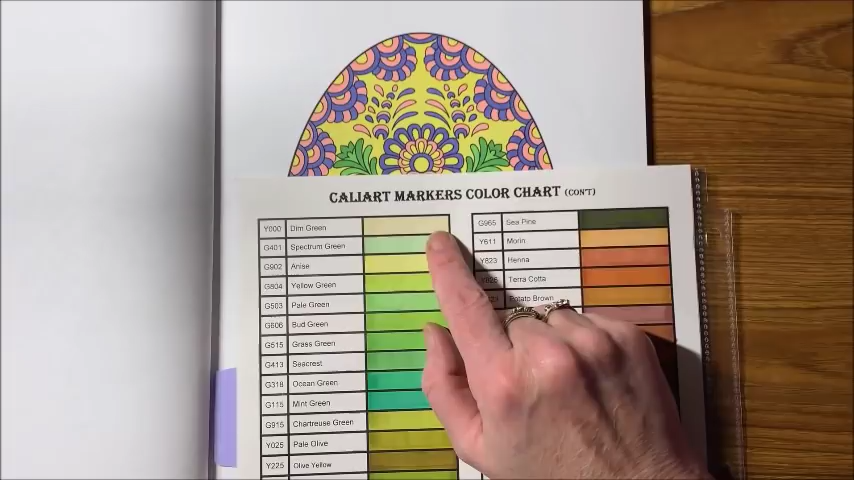 CALIART MARKERS COLOR CHART (CON'T)
Y000 Dim Green
G401 Spectrum Green
G902 Anise
G804 Yellow Green
G503 Pale Green
G606 Bud Green
G515 Grass Green
G413 Seacrest
G318 Ocean Green
G115 Mint Green
G915 Chartreuse Green
Y025 Pale Olive
Y225 Olive Yellow
G965 Sea Pine
Y611 Morin
Y823 Henna
Terra Cotta
Potato Brown